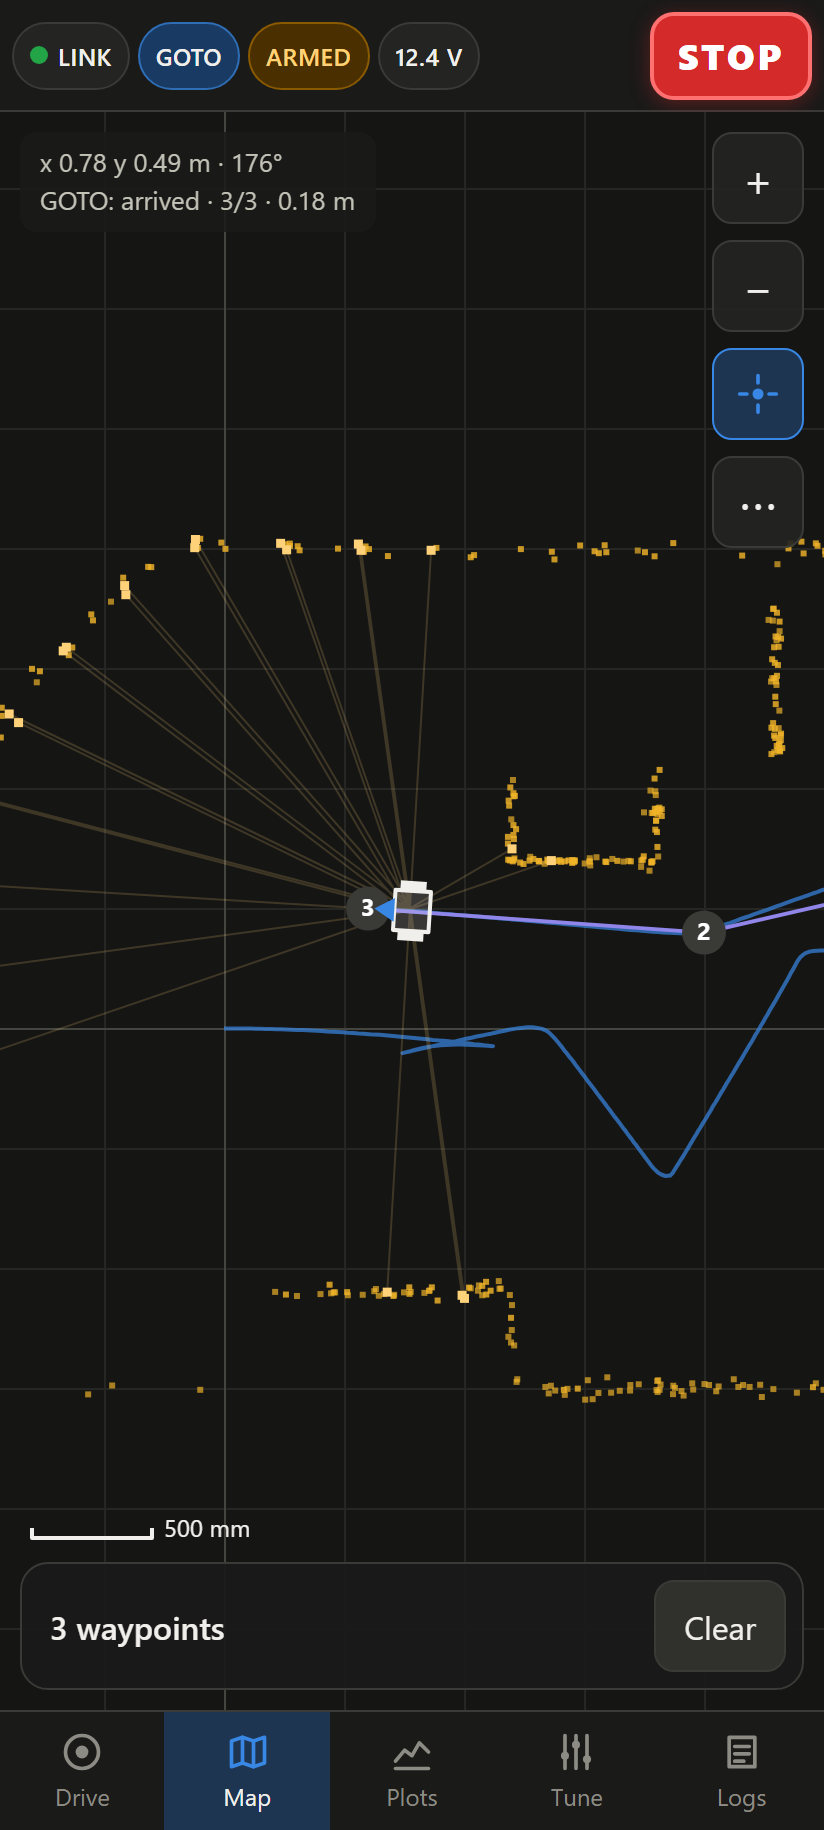 LINK GOTO ARMED 12.4 V STOP
x 0.78 y 0.49 m · 176°
GOTO: arrived · 3/3 · 0.18 m
+
−
...
3
2
500 mm
3 waypoints Clear
Drive Map Plots Tune Logs